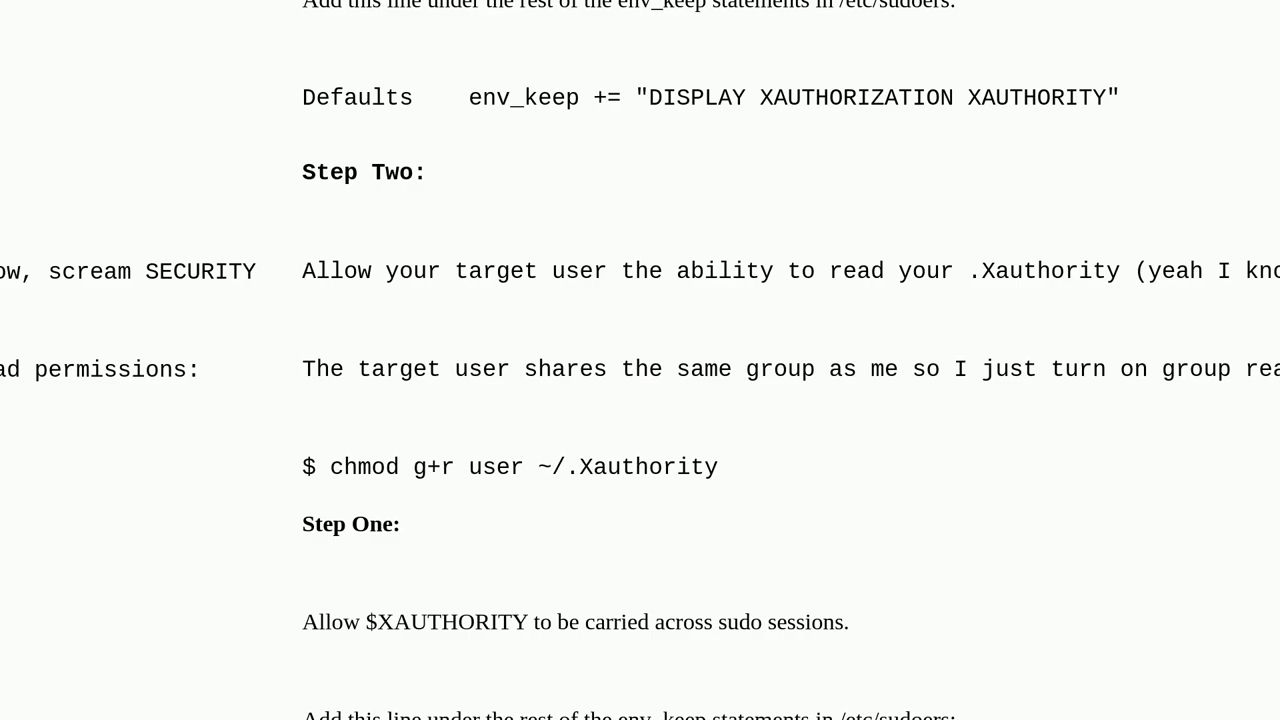 Add this line under the rest of the env_keep statements in /etc/sudoers:
Defaults    env_keep += "DISPLAY XAUTHORIZATION XAUTHORITY"
Step Two:
ow, scream SECURITY
Allow your target user the ability to read your .Xauthority (yeah I kno
ad permissions:
The target user shares the same group as me so I just turn on group rea
$ chmod g+r user ~/.Xauthority
Step One:
Allow $XAUTHORITY to be carried across sudo sessions.
Add this line under the rest of the env_keep statements in /etc/sudoers: